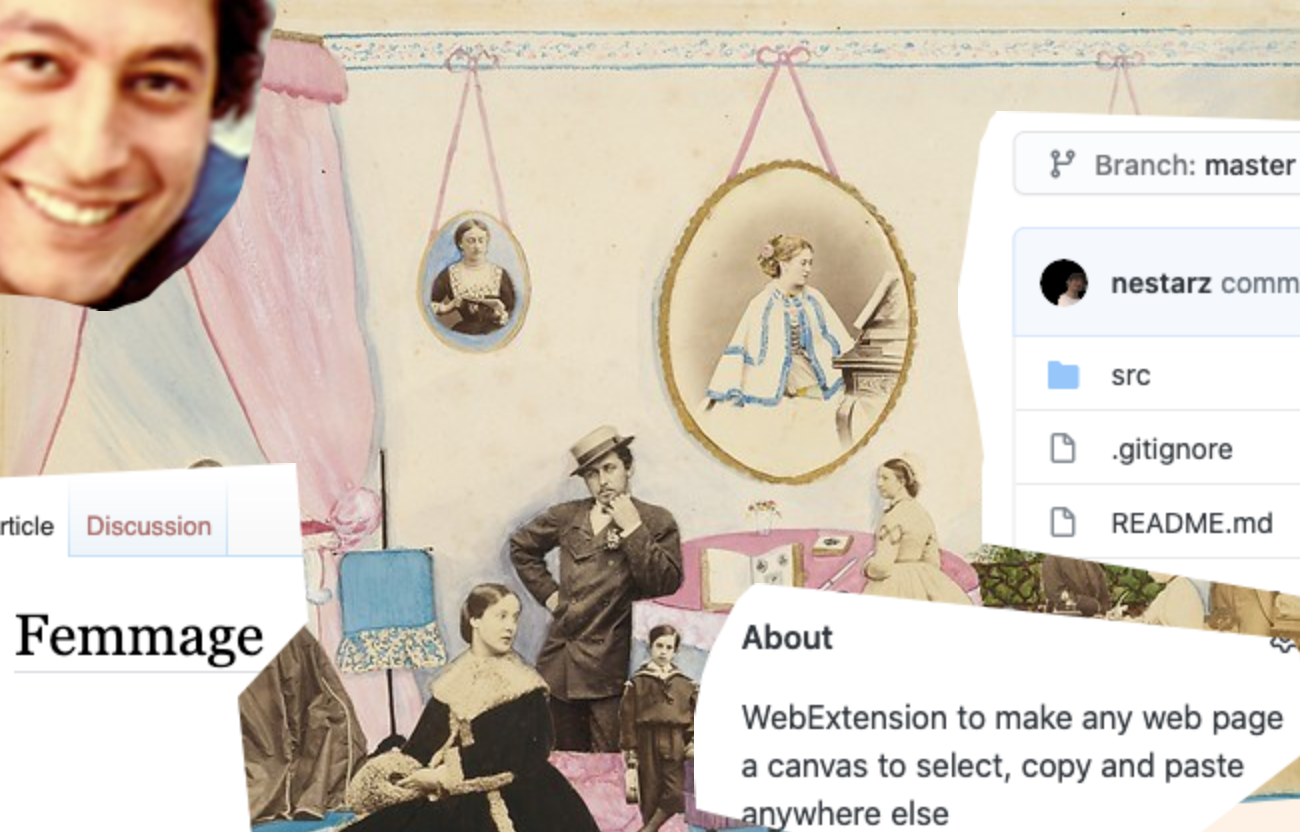 Branch: master
nestarz comm
src
.gitignore
README.md
rticle Discussion
Femmage
About
WebExtension to make any web page
a canvas to select, copy and paste
anywhere else